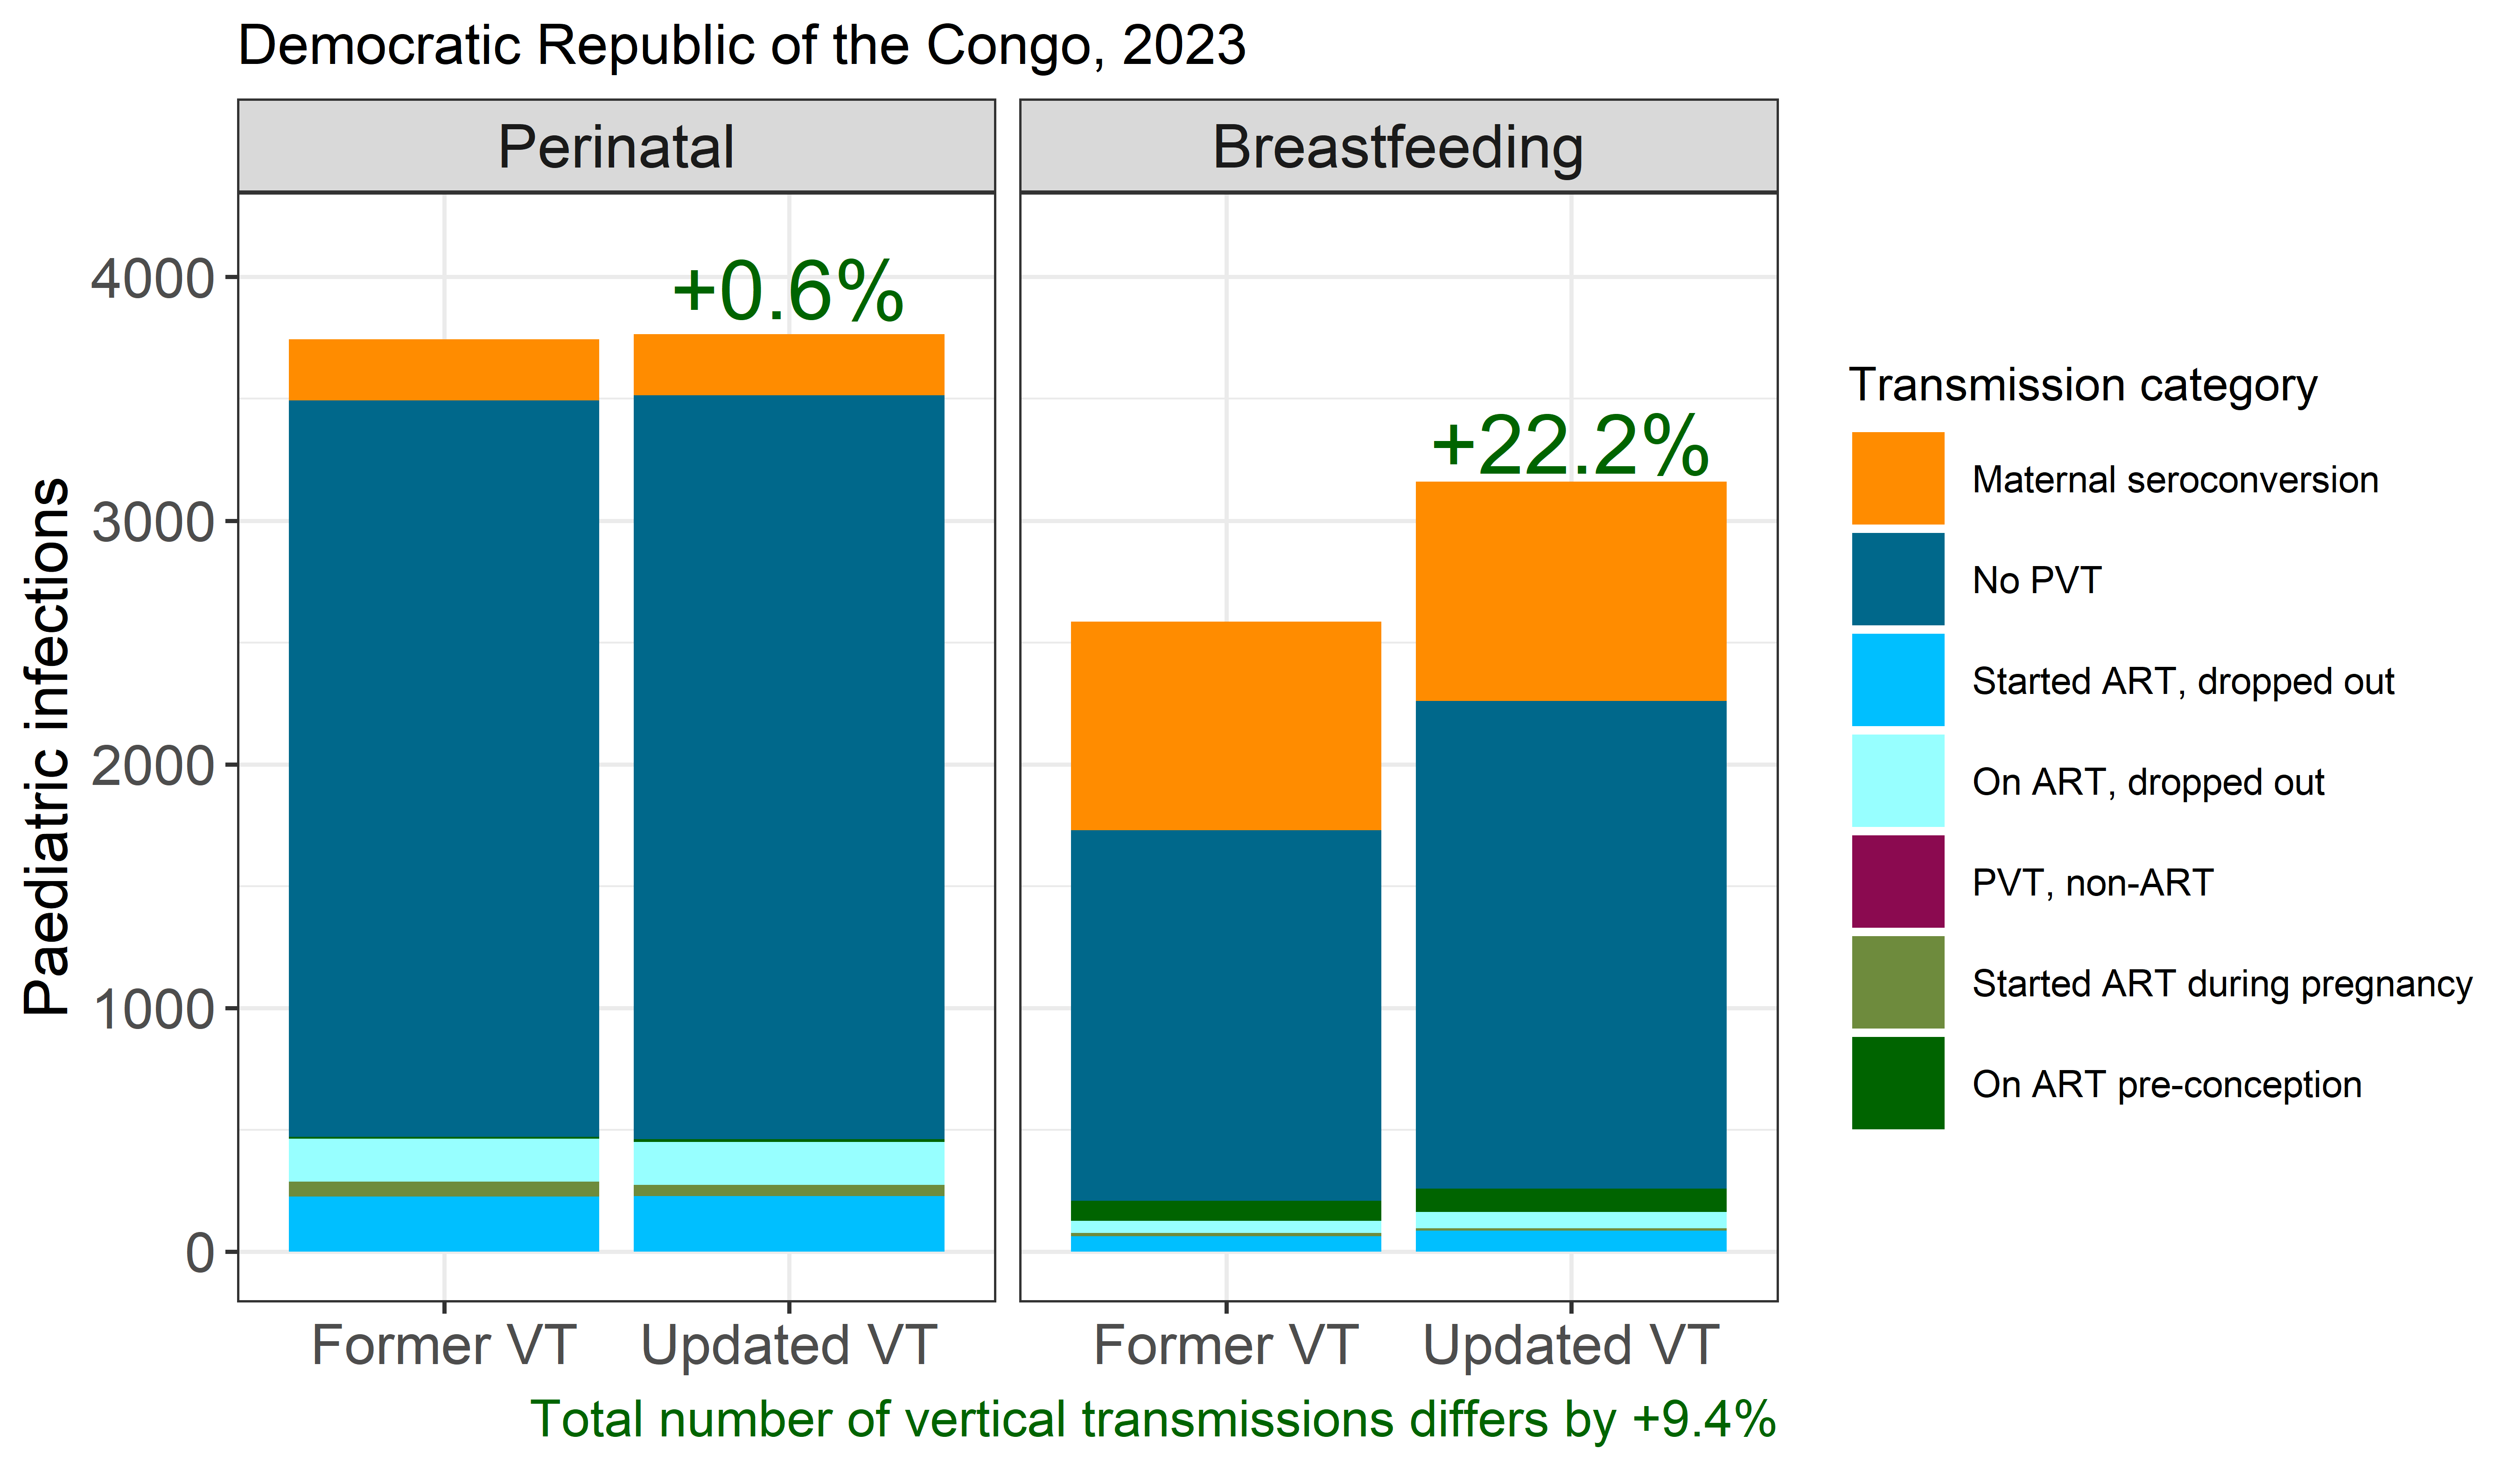 Democratic Republic of the Congo, 2023
Perinatal
Breastfeeding
Paediatric infections
4000
3000
2000
1000
0
+0.6%
+22.2%
Former VT
Updated VT
Former VT
Updated VT
Total number of vertical transmissions differs by +9.4%
Transmission category
Maternal seroconversion
No PVT
Started ART, dropped out
On ART, dropped out
PVT, non-ART
Started ART during pregnancy
On ART pre-conception